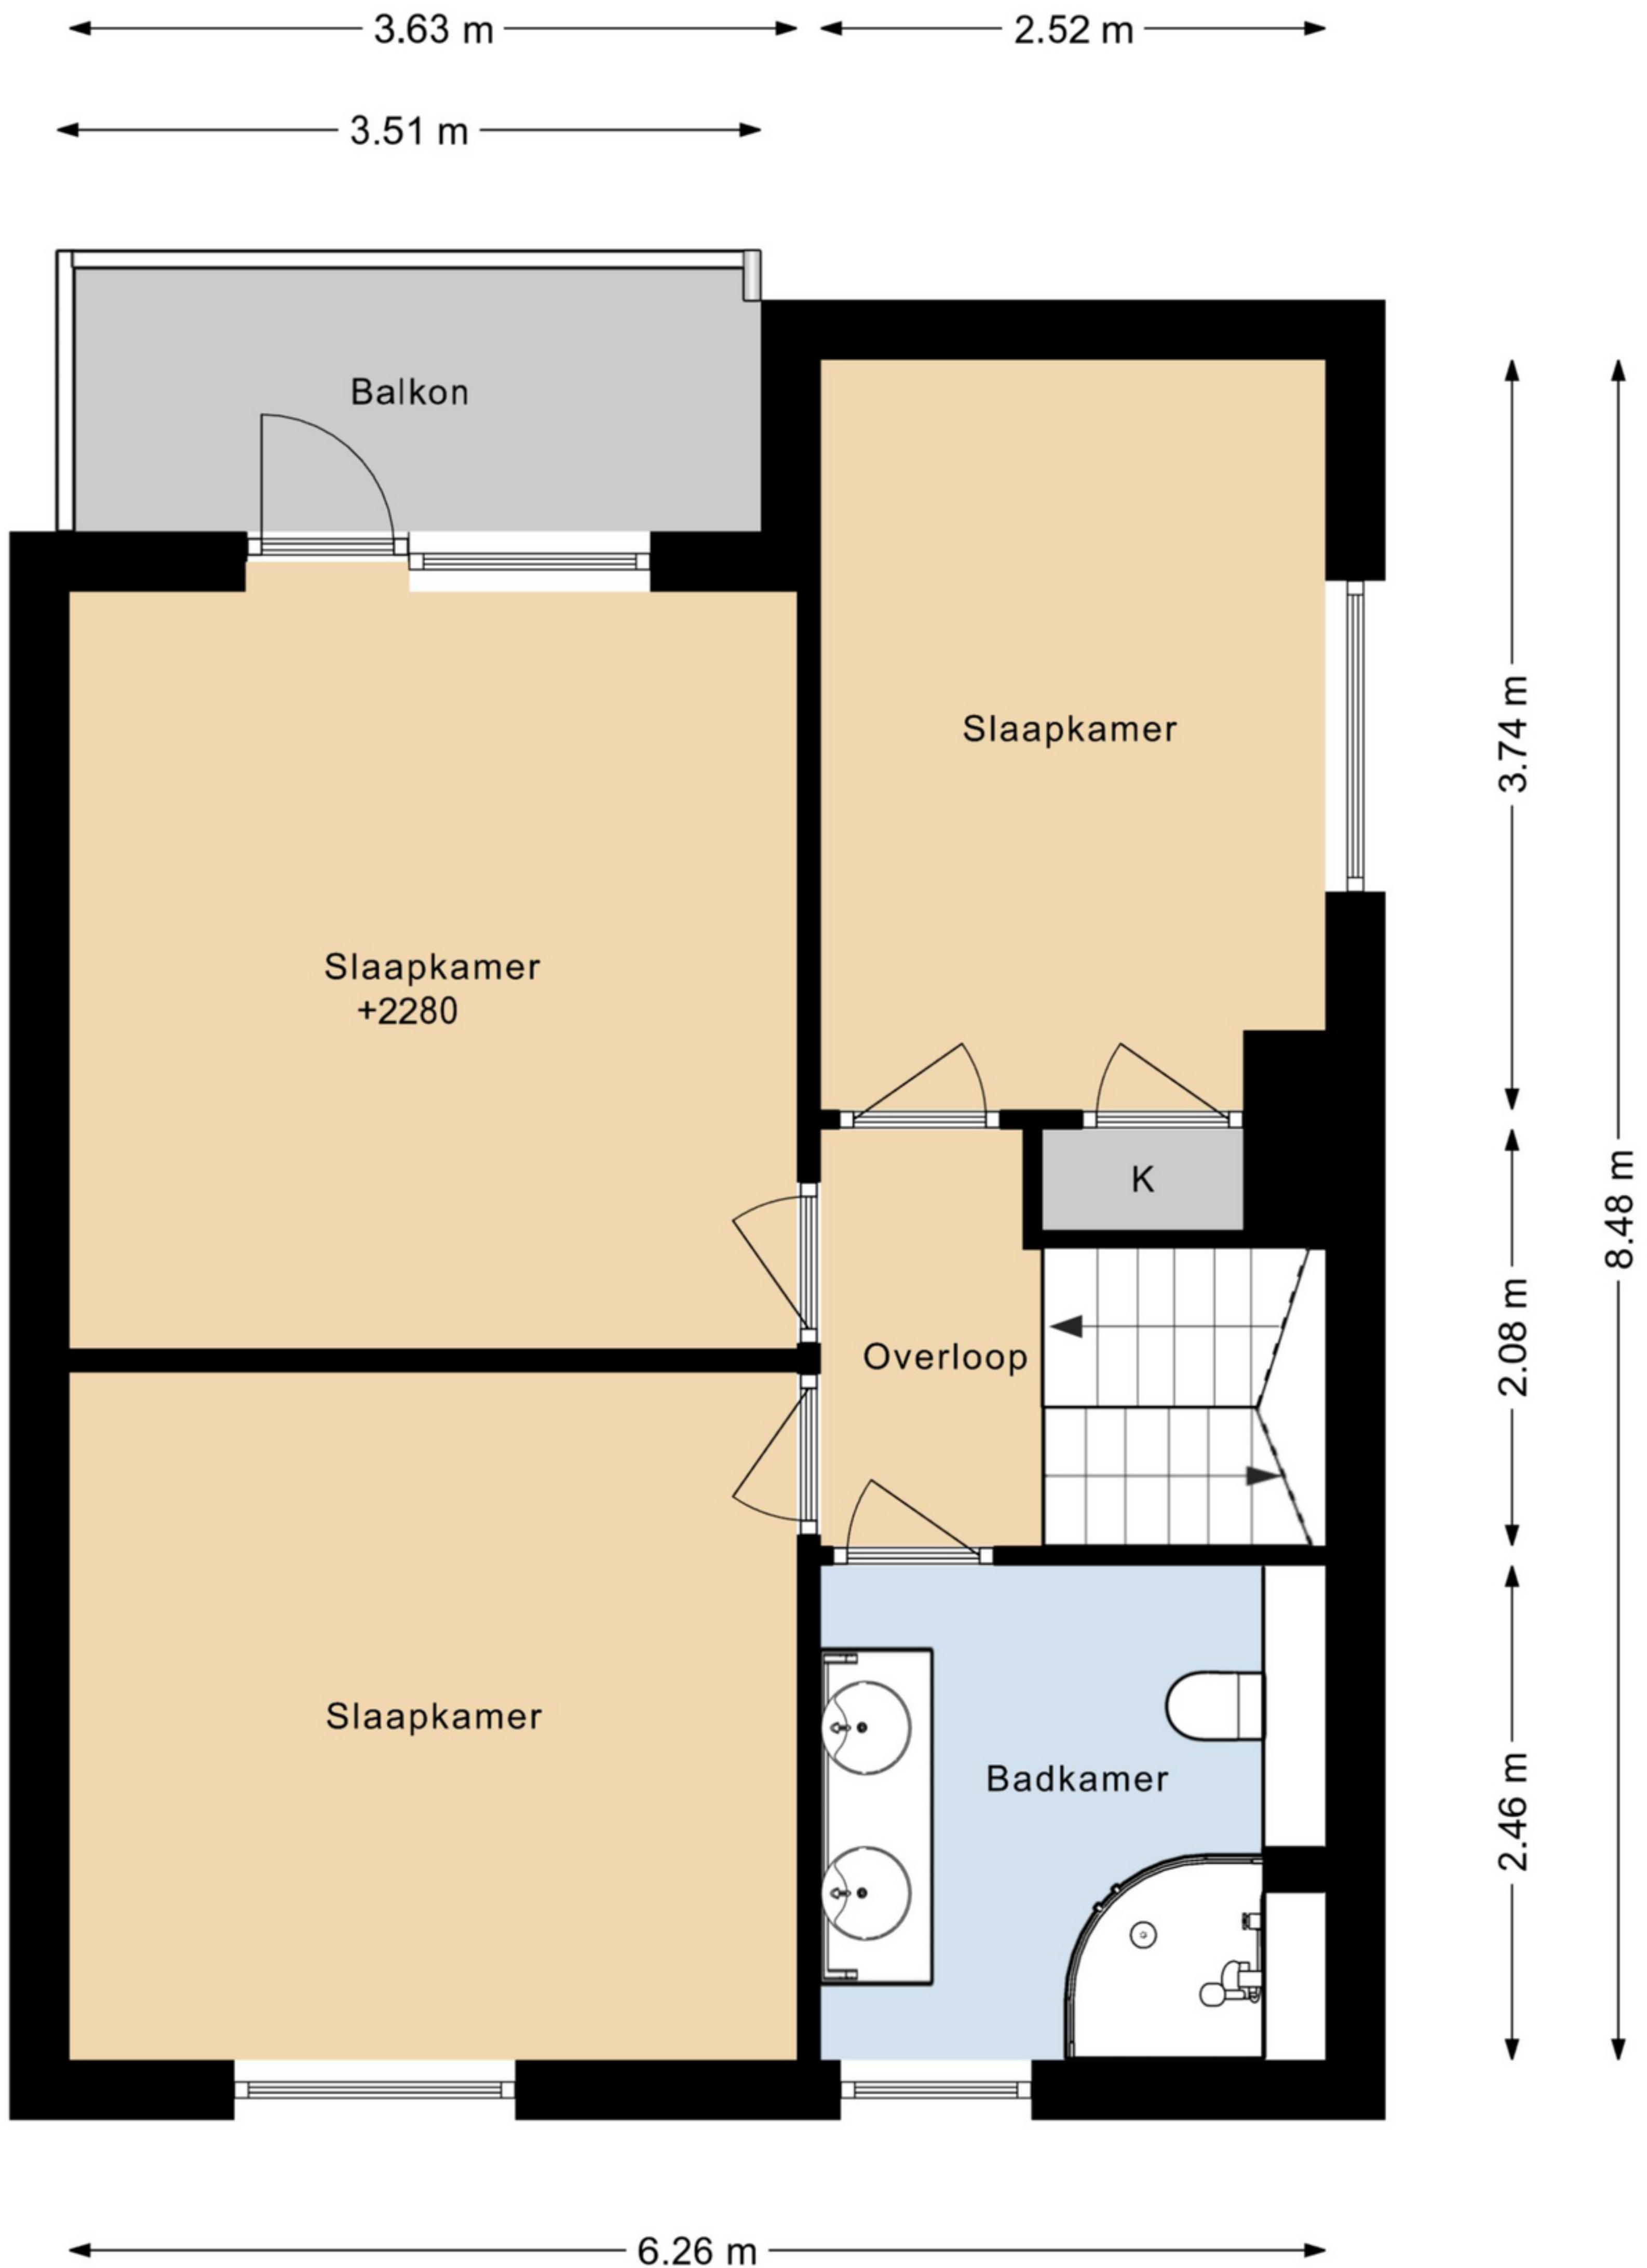 3.63 m
2.52 m
3.51 m
Balkon
Slaapkamer
3.74 m
Slaapkamer
+2280
K
8.48 m
2.08 m
Overloop
Slaapkamer
Badkamer
2.46 m
6.26 m